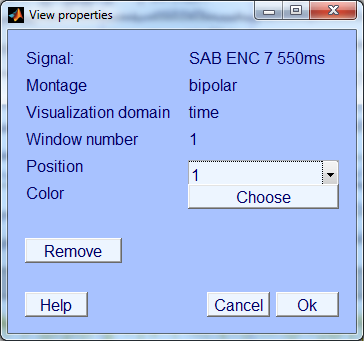 View properties
Signal: SAB ENC 7 550ms
Montage bipolar
Visualization domain time
Window number 1
Position 1
Color Choose
Remove
Help Cancel Ok